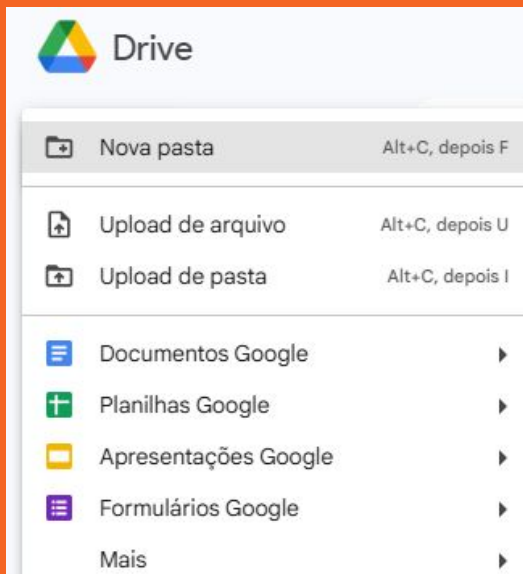 Drive
Nova pasta Alt+C, depois F
Upload de arquivo Alt+C, depois U
Upload de pasta Alt+C, depois I
Documentos Google
Planilhas Google
Apresentações Google
Formulários Google
Mais